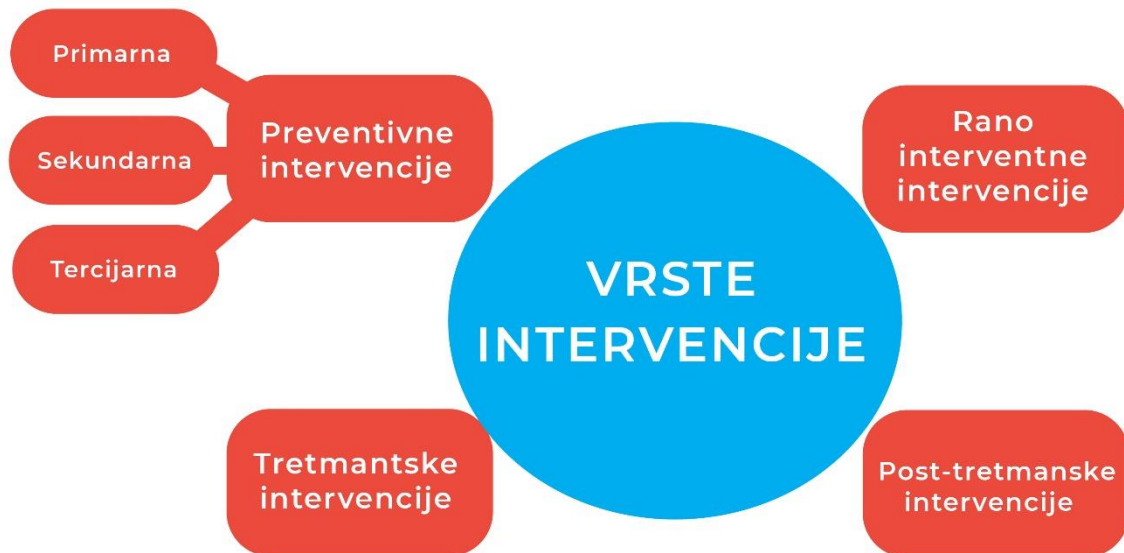 Primarna
Sekundarna
Tercijarna
Preventivne
intervencije
Rano
interventne
intervencije
VRSTE
INTERVENCIJE
Tretmantske
intervencije
Post-tretmanske
intervencije